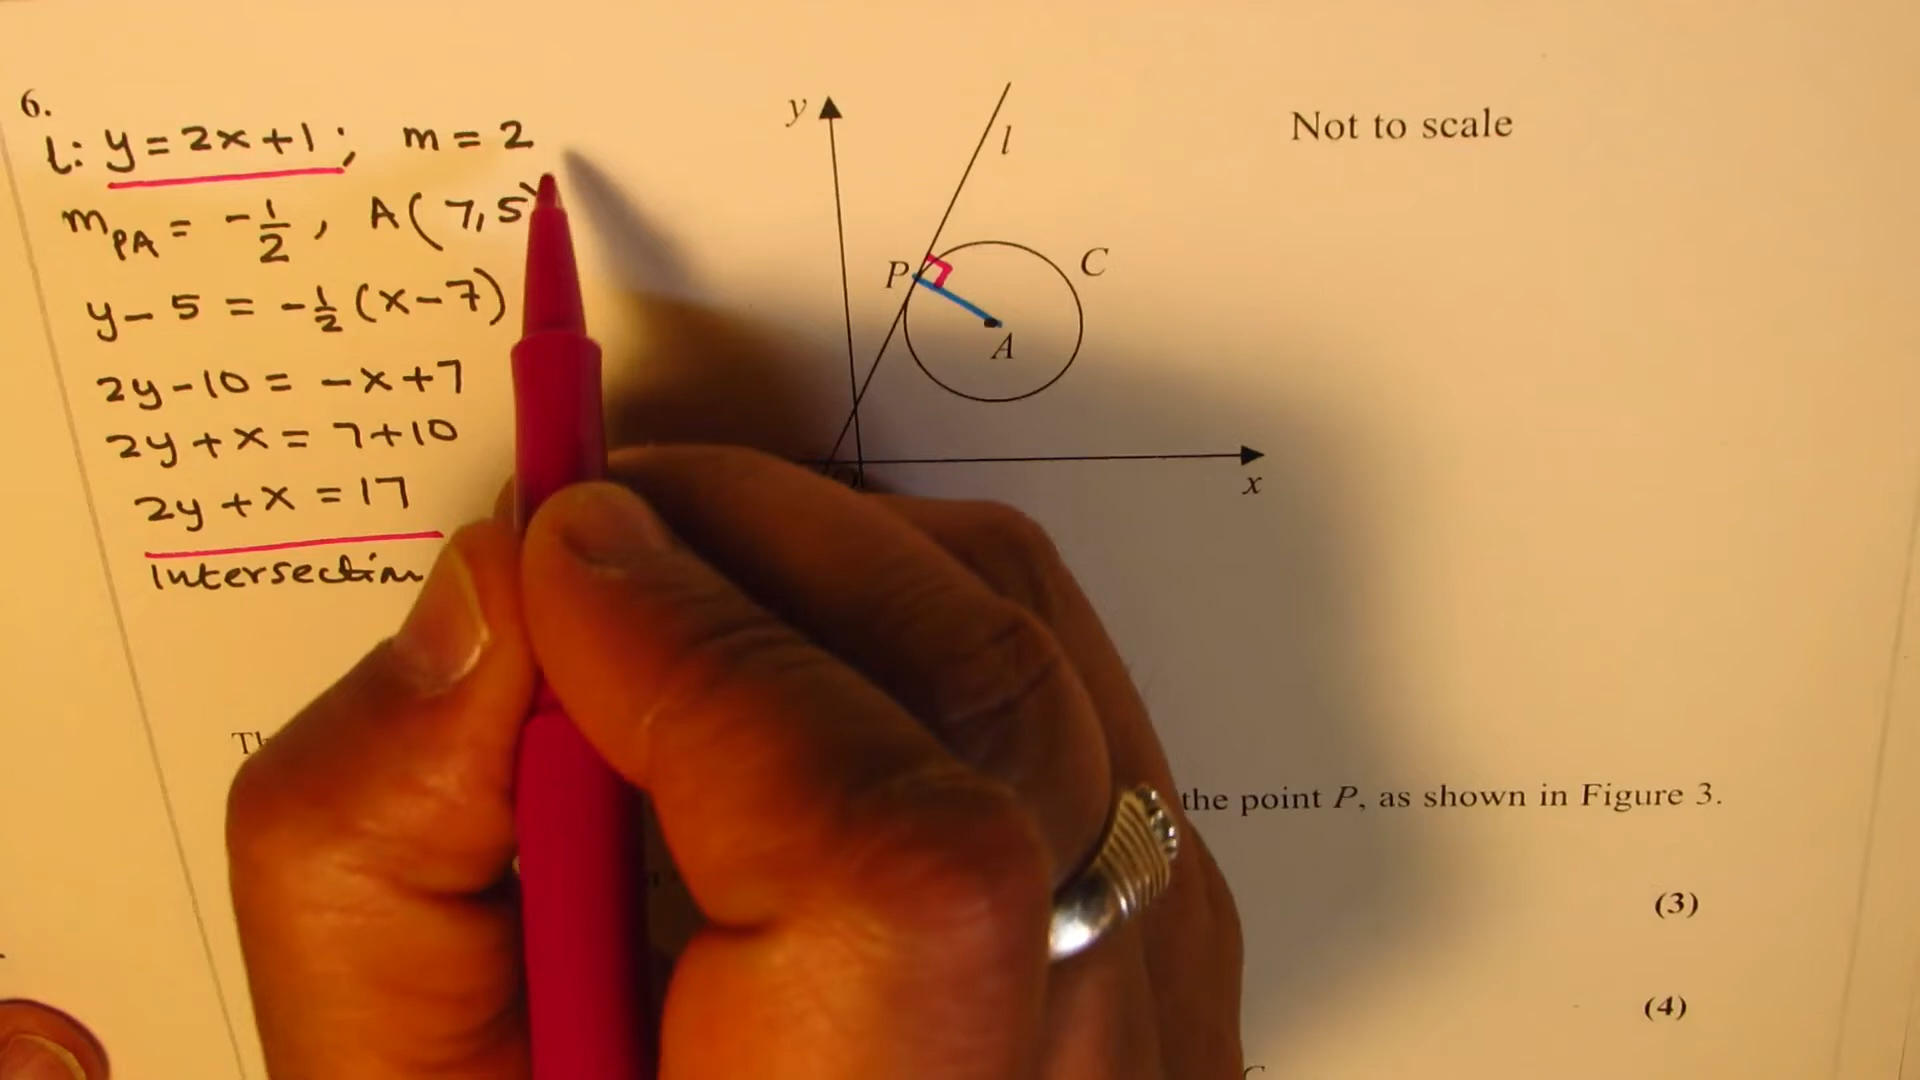 6.
l: y = 2x + 1 ; m = 2
m_PA = -1/2 , A ( 7, 5 )
y - 5 = -1/2 (x - 7)
2y - 10 = -x + 7
2y + x = 7 + 10
2y + x = 17
Intersection
y
l
P
C
A
x
Not to scale
the point P, as shown in Figure 3.
(3)
(4)